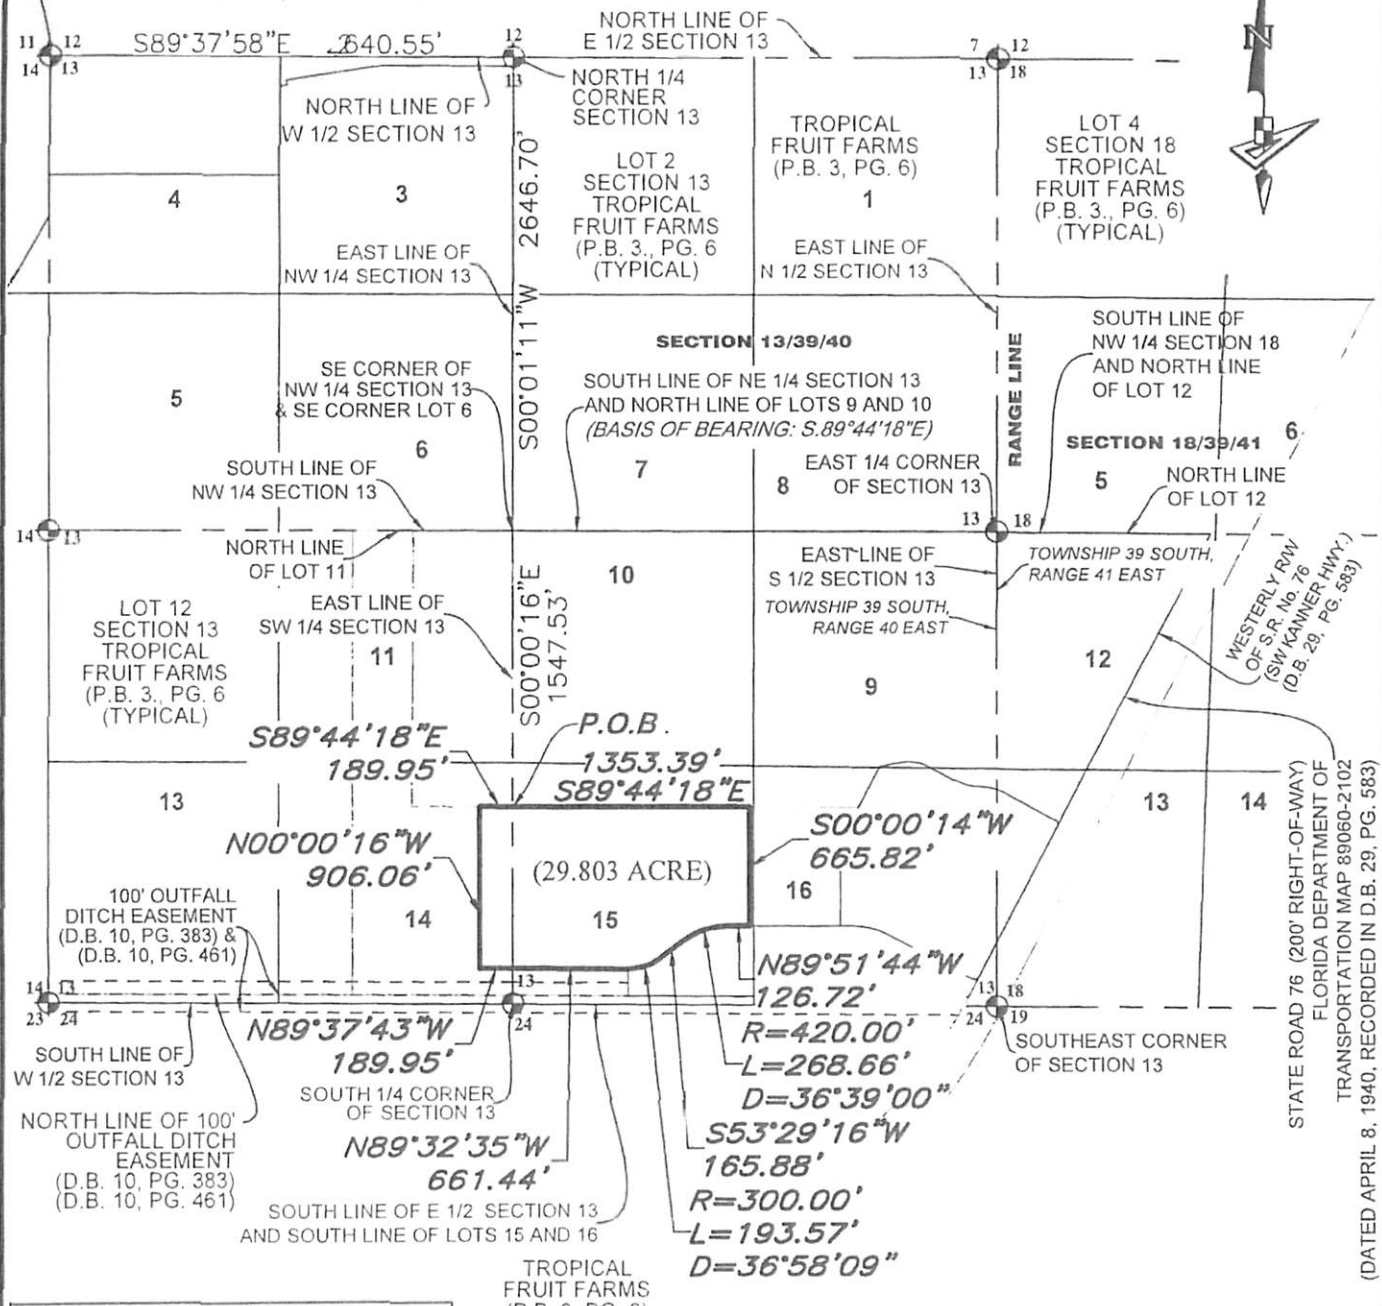 11 12
14 13
S89°37'58"E 2640.55'
12
13
NORTH LINE OF
E 1/2 SECTION 13
7 12
13 18
N
NORTH LINE OF
W 1/2 SECTION 13
NORTH 1/4
CORNER
SECTION 13
TROPICAL
FRUIT FARMS
(P.B. 3, PG. 6)
1
LOT 4
SECTION 18
TROPICAL
FRUIT FARMS
(P.B. 3., PG. 6)
(TYPICAL)
4
3
S00°01'11"W 2646.70'
LOT 2
SECTION 13
TROPICAL
FRUIT FARMS
(P.B. 3., PG. 6
(TYPICAL)
EAST LINE OF
NW 1/4 SECTION 13
EAST LINE OF
N 1/2 SECTION 13
SECTION 13/39/40
RANGE LINE
SOUTH LINE OF
NW 1/4 SECTION 18
AND NORTH LINE
OF LOT 12
5
SE CORNER OF
NW 1/4 SECTION 13
& SE CORNER LOT 6
6
SOUTH LINE OF NE 1/4 SECTION 13
AND NORTH LINE OF LOTS 9 AND 10
(BASIS OF BEARING: S.89°44'18"E)
SECTION 18/39/41
6
SOUTH LINE OF
NW 1/4 SECTION 13
7
8
EAST 1/4 CORNER
OF SECTION 13
5
NORTH LINE
OF LOT 12
14 13
13 18
NORTH LINE
OF LOT 11
10
EAST LINE OF
S 1/2 SECTION 13
TOWNSHIP 39 SOUTH,
RANGE 40 EAST
TOWNSHIP 39 SOUTH,
RANGE 41 EAST
WESTERLY R/W
OF S.R. No. 76
(SW KANNER HWY.)
(D.B. 29, PG. 583)
LOT 12
SECTION 13
TROPICAL
FRUIT FARMS
(P.B. 3., PG. 6
(TYPICAL)
EAST LINE OF
SW 1/4 SECTION 13
11
S00°00'16"E
1547.53'
9
12
S89°44'18"E
189.95'
P.O.B.
1353.39'
S89°44'18"E
13
13
14
N00°00'16"W
906.06'
(29.803 ACRE)
S00°00'14"W
665.82'
16
100' OUTFALL
DITCH EASEMENT
(D.B. 10, PG. 383) &
(D.B. 10, PG. 461)
14
15
N89°51'44"W
126.72'
14 13
23 24
13
24
13 18
24 19
N89°37'43"W
189.95'
R=420.00'
L=268.66'
D=36°39'00"
SOUTHEAST CORNER
OF SECTION 13
SOUTH LINE OF
W 1/2 SECTION 13
SOUTH 1/4 CORNER
OF SECTION 13
NORTH LINE OF 100'
OUTFALL DITCH
EASEMENT
(D.B. 10, PG. 383)
(D.B. 10, PG. 461)
N89°32'35"W
661.44'
S53°29'16"W
165.88'
R=300.00'
L=193.57'
D=36°58'09"
SOUTH LINE OF E 1/2 SECTION 13
AND SOUTH LINE OF LOTS 15 AND 16
TROPICAL
FRUIT FARMS
STATE ROAD 76 (200' RIGHT-OF-WAY)
FLORIDA DEPARTMENT OF
TRANSPORTATION MAP 89060-2102
(DATED APRIL 8, 1940, RECORDED IN D.B. 29, PG. 583)